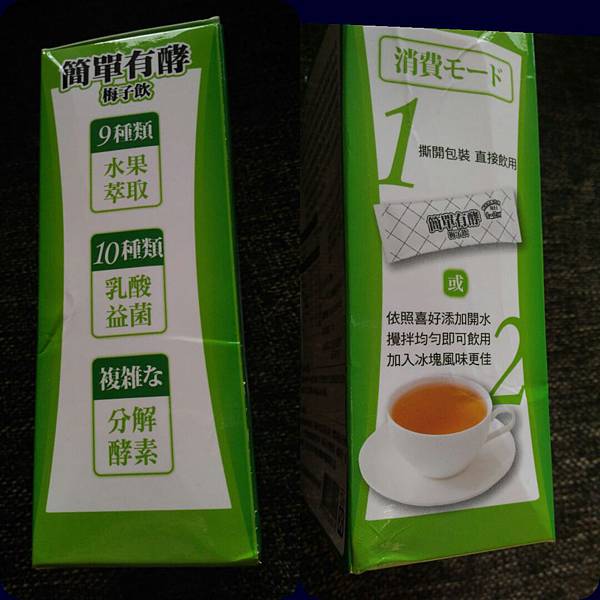 簡單有酵
梅子飲
9種類
水果
萃取
10種類
乳酸
益菌
複雑な
分解
酵素
消費モード
1
撕開包裝 直接飲用
簡單有酵
梅子飲
或
2
依照喜好添加開水
攪拌均勻即可飲用
加入冰塊風味更佳